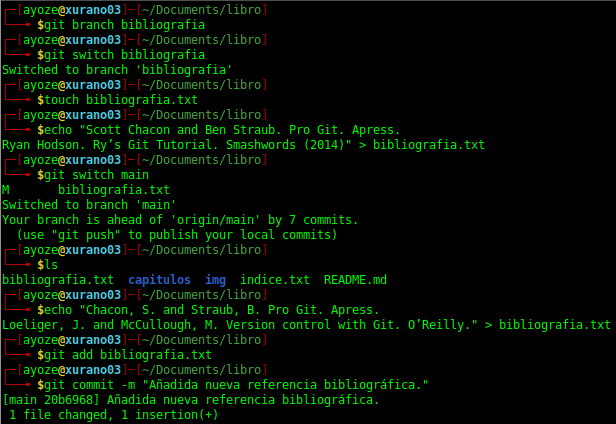 ┌─[ayoze@xurano03]─[~/Documents/libro]
└──╼ $git branch bibliografia
┌─[ayoze@xurano03]─[~/Documents/libro]
└──╼ $git switch bibliografia
Switched to branch 'bibliografia'
┌─[ayoze@xurano03]─[~/Documents/libro]
└──╼ $touch bibliografia.txt
┌─[ayoze@xurano03]─[~/Documents/libro]
└──╼ $echo "Scott Chacon and Ben Straub. Pro Git. Apress.
Ryan Hodson. Ry’s Git Tutorial. Smashwords (2014)" > bibliografia.txt
┌─[ayoze@xurano03]─[~/Documents/libro]
└──╼ $git switch main
M       bibliografia.txt
Switched to branch 'main'
Your branch is ahead of 'origin/main' by 7 commits.
  (use "git push" to publish your local commits)
┌─[ayoze@xurano03]─[~/Documents/libro]
└──╼ $ls
bibliografia.txt  capitulos  img  indice.txt  README.md
┌─[ayoze@xurano03]─[~/Documents/libro]
└──╼ $echo "Chacon, S. and Straub, B. Pro Git. Apress.
Loeliger, J. and McCullough, M. Version control with Git. O’Reilly." > bibliografia.txt
┌─[ayoze@xurano03]─[~/Documents/libro]
└──╼ $git add bibliografia.txt
┌─[ayoze@xurano03]─[~/Documents/libro]
└──╼ $git commit -m "Añadida nueva referencia bibliográfica."
[main 20b6968] Añadida nueva referencia bibliográfica.
 1 file changed, 1 insertion(+)